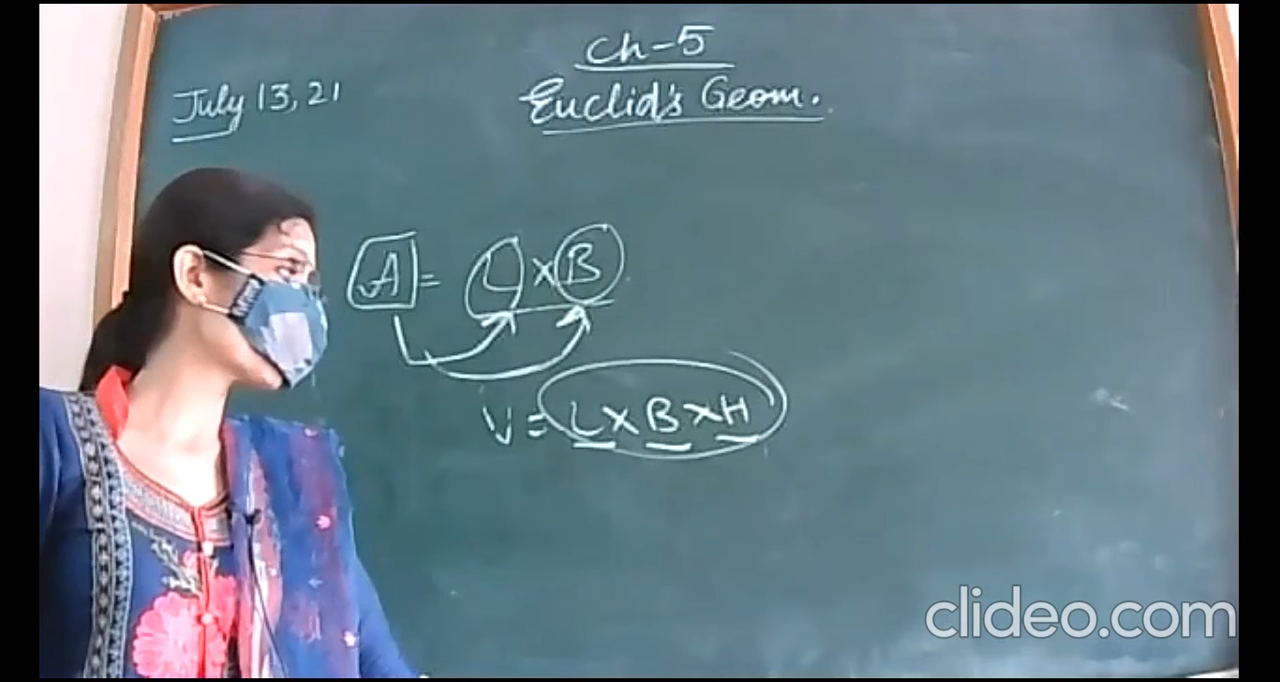 Ch-5
July 13, 21
Euclid's Geom.
A = L × B
V = L × B × H
clideo.com